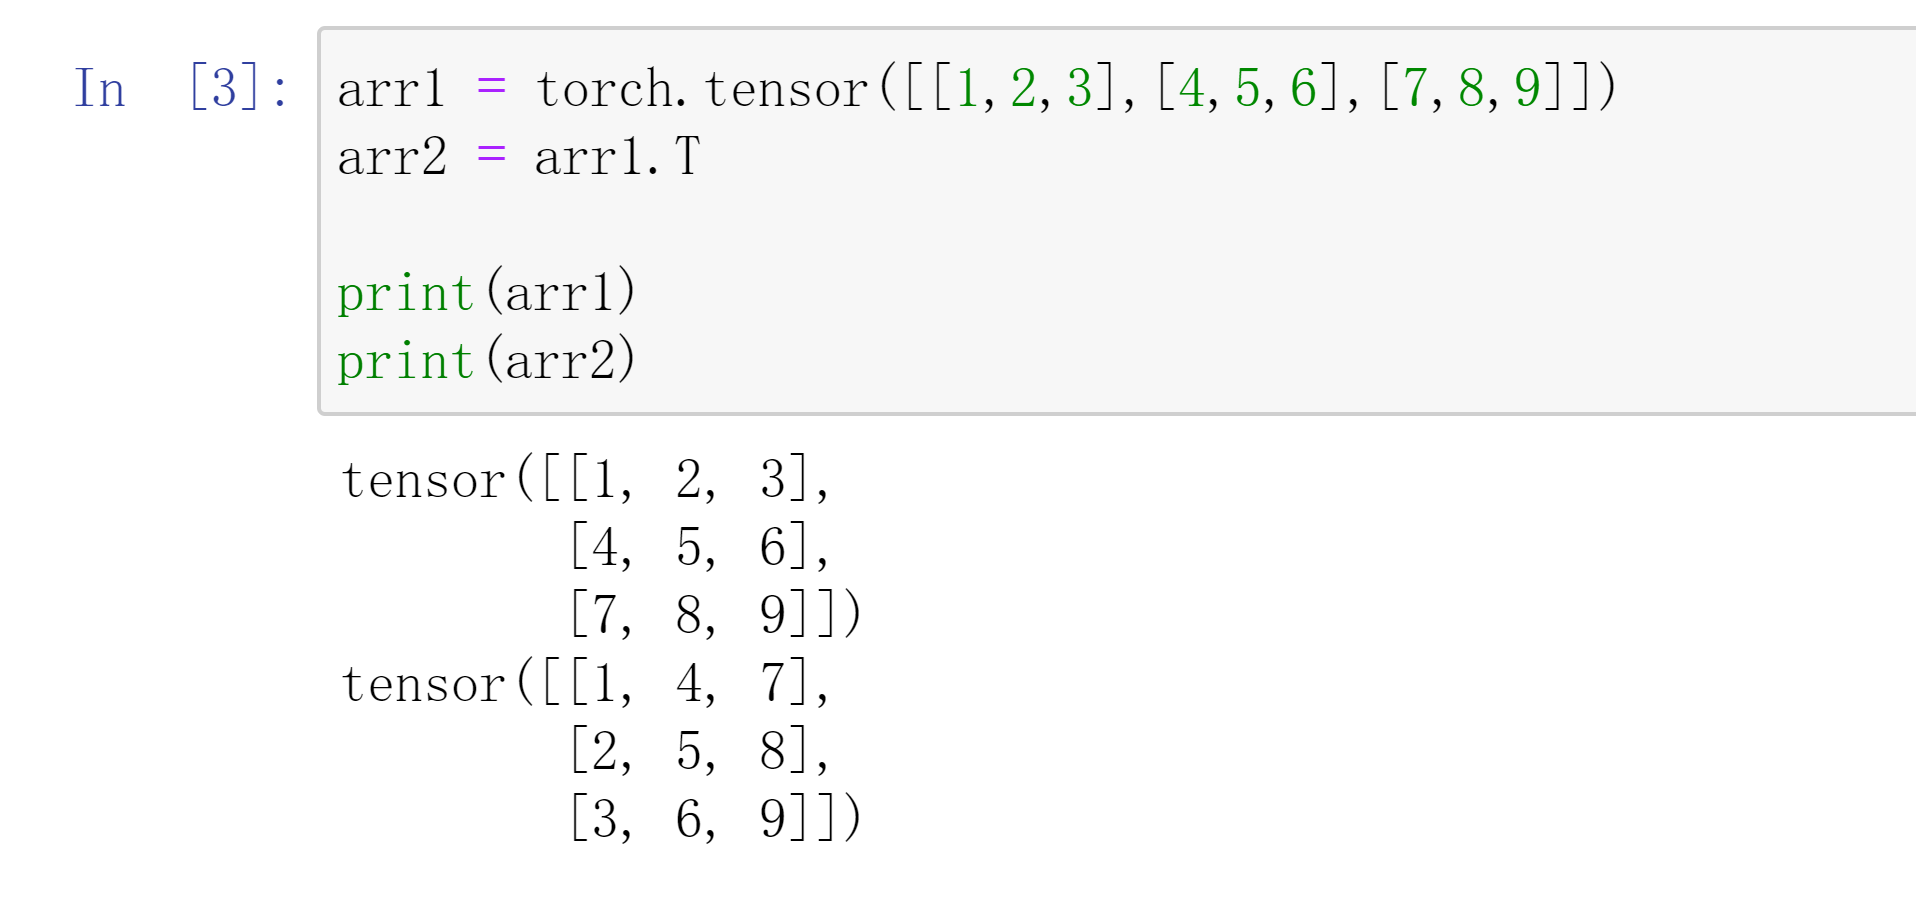 In [3]: arr1 = torch.tensor([[1,2,3],[4,5,6],[7,8,9]])
arr2 = arr1.T
print(arr1)
print(arr2)
tensor([[1, 2, 3],
[4, 5, 6],
[7, 8, 9]])
tensor([[1, 4, 7],
[2, 5, 8],
[3, 6, 9]])